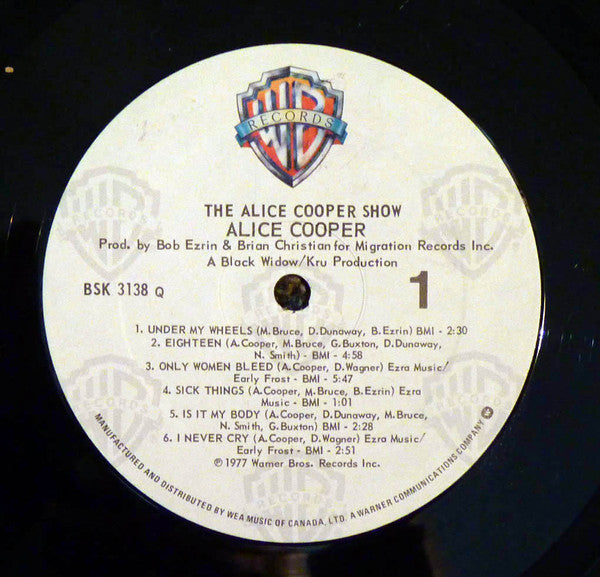 WB
RECORDS
THE ALICE COOPER SHOW
ALICE COOPER
Prod. by Bob Ezrin & Brian Christian for Migration Records Inc.
A Black Widow/Kru Production
BSK 3138 Q
1
1. UNDER MY WHEELS (M. Bruce, D. Dunaway, B. Ezrin) BMI - 2:30
2. EIGHTEEN (A. Cooper, M. Bruce, G. Buxton, D. Dunaway,
N. Smith) - BMI - 4:58
3. ONLY WOMEN BLEED (A. Cooper, D. Wagner) Ezra Music/
Early Frost - BMI - 5:47
4. SICK THINGS (A. Cooper, M. Bruce, B. Ezrin) Ezra
Music - BMI - 1:01
5. IS IT MY BODY (A. Cooper, D. Dunaway, M. Bruce,
N. Smith, G. Buxton) BMI - 2:28
6. I NEVER CRY (A. Cooper, D. Wagner) Ezra Music/
Early Frost - BMI - 2:51
℗ 1977 Warner Bros. Records Inc.
MANUFACTURED AND DISTRIBUTED BY WEA MUSIC OF CANADA, LTD. A WARNER COMMUNICATIONS COMPANY